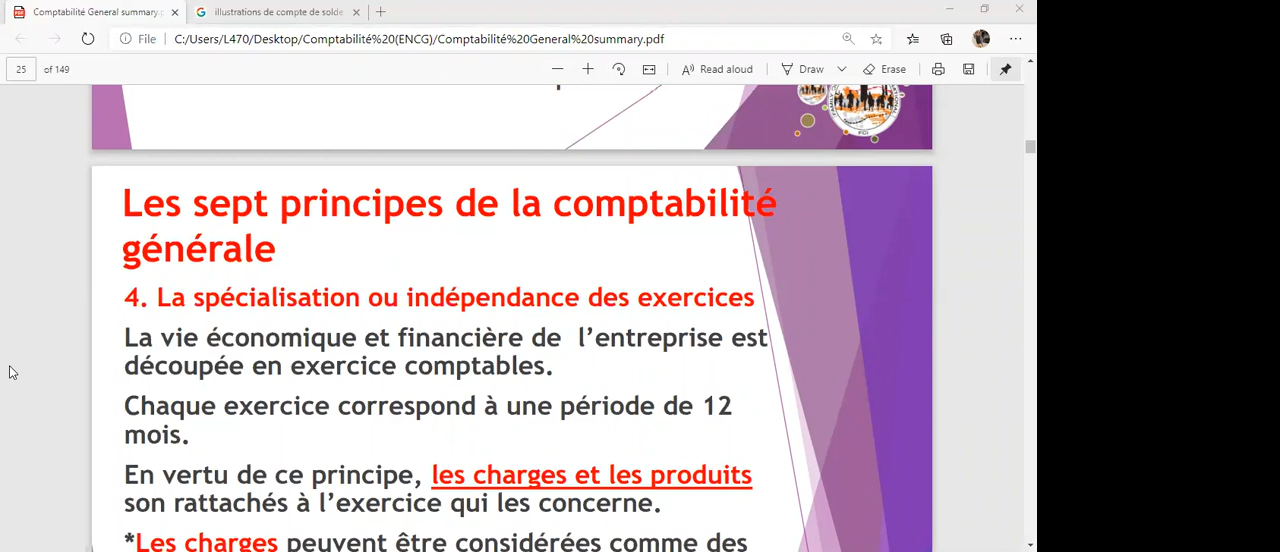 Comptabilité General summary.p
illustrations de compte de solde
File
C:/Users/L470/Desktop/Comptabilité%20(ENCG)/Comptabilité%20General%20summary.pdf
25 of 149
Read aloud
Draw
Erase
Les sept principes de la comptabilité
générale
4. La spécialisation ou indépendance des exercices
La vie économique et financière de l’entreprise est
découpée en exercice comptables.
Chaque exercice correspond à une période de 12
mois.
En vertu de ce principe, les charges et les produits
son rattachés à l’exercice qui les concerne.
*Les charges peuvent être considérées comme des